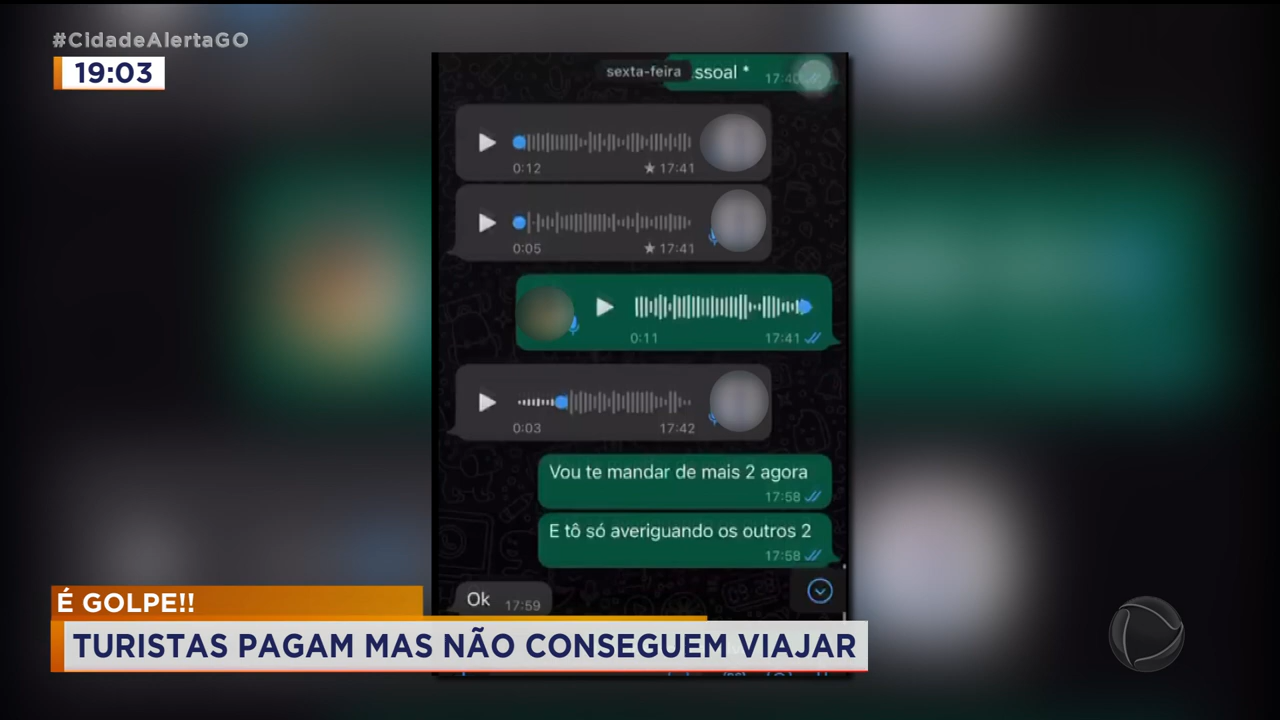 #CidadeAlertaGO
19:03
sexta-feira
ssoal *
17:40
0:12
★ 17:41
0:05
★ 17:41
0:11
17:41
0:03
17:42
Vou te mandar de mais 2 agora
17:58
E tô só averiguando os outros 2
17:58
Ok
17:59
É GOLPE!!
TURISTAS PAGAM MAS NÃO CONSEGUEM VIAJAR